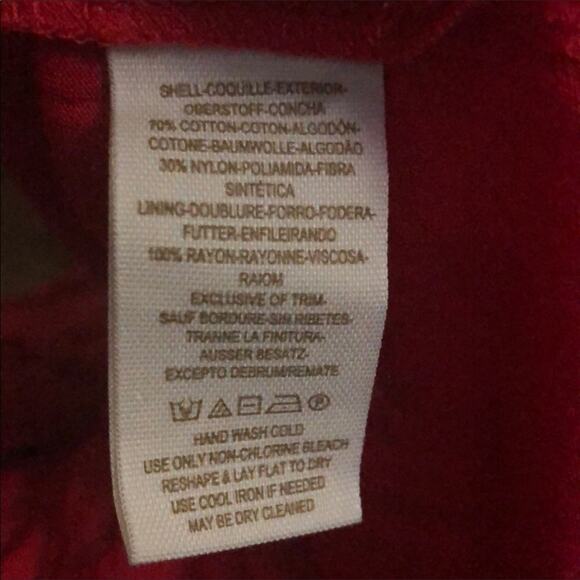 SHELL-COQUILLE-EXTERIOR-
OBERSTOFF-CONCHA
70% COTTON-COTON-ALGODÓN-
COTONE-BAUMWOLLE-ALGODÃO
30% NYLON-POLIAMIDA-FIBRA
SINTÉTICA
LINING-DOUBLURE-FORRO-FODERA-
FUTTER-ENFILEIRANDO
100% RAYON-RAYONNE-VISCOSA-
RAIOM
EXCLUSIVE OF TRIM-
SAUF BORDURE-SIN RIBETES-
TRANNE LA FINITURA-
AUSSER BESATZ-
EXCEPTO DEBRUM/REMATE
HAND WASH COLD
USE ONLY NON-CHLORINE BLEACH
RESHAPE & LAY FLAT TO DRY
USE COOL IRON IF NEEDED
MAY BE DRY CLEANED